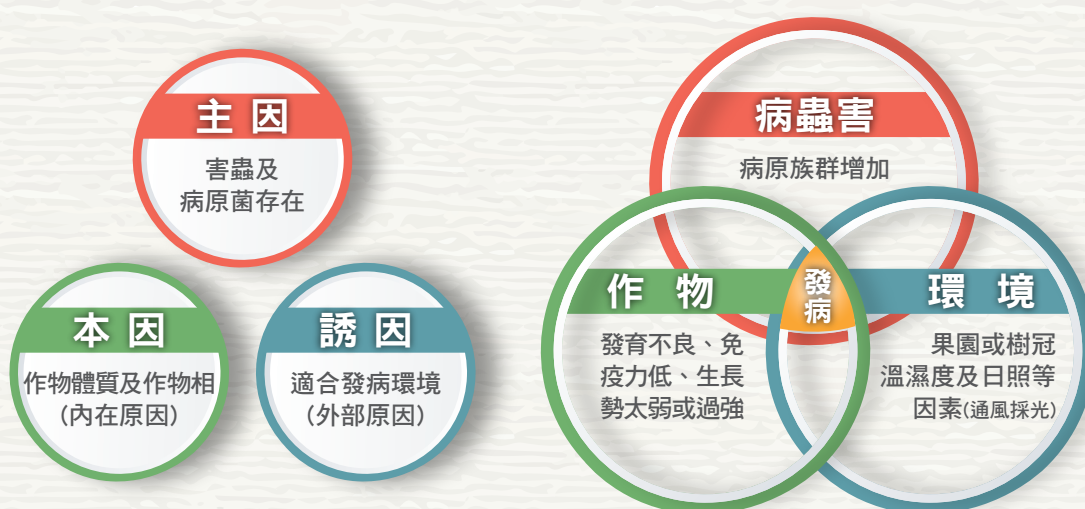 主因
害蟲及
病原菌存在
本因
作物體質及作物相
（內在原因）
誘因
適合發病環境
（外部原因）
病蟲害
病原族群增加
作物
發育不良、免
疫力低、生長
勢太弱或過強
發
病
環境
果園或樹冠
溫濕度及日照等
因素(通風採光)